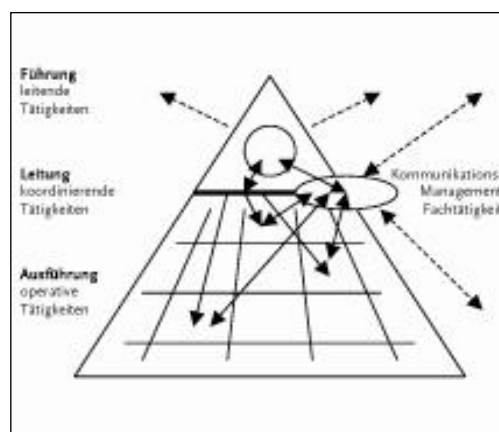 Führung
leitende
Tätigkeiten
Leitung
koordinierende
Tätigkeiten
Kommunikations
Management
Fachtätigkeit
Ausführung
operative
Tätigkeiten